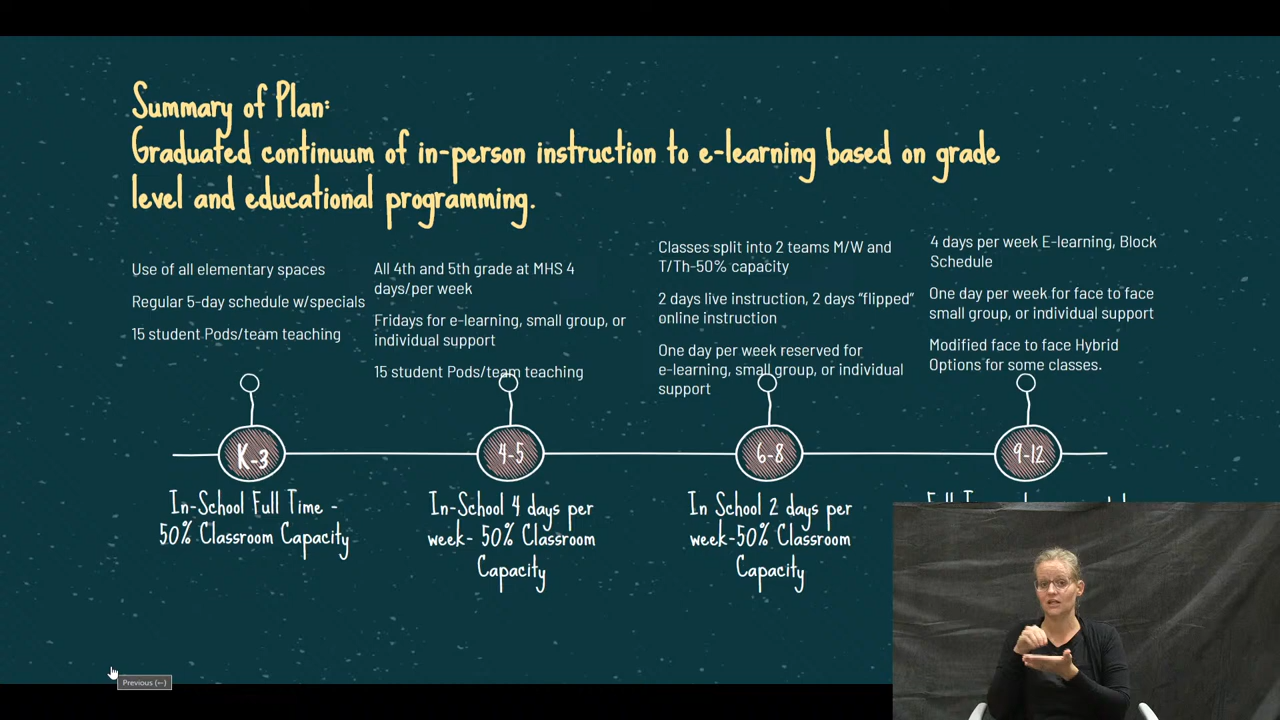 Summary of Plan:
Graduated continuum of in-person instruction to e-learning based on grade
level and educational programming.
Use of all elementary spaces
Regular 5-day schedule w/specials
15 student Pods/team teaching
All 4th and 5th grade at MHS 4
days/per week
Fridays for e-learning, small group, or
individual support
15 student Pods/team teaching
Classes split into 2 teams M/W and
T/Th-50% capacity
2 days live instruction, 2 days “flipped”
online instruction
One day per week reserved for
e-learning, small group, or individual
support
4 days per week E-learning, Block
Schedule
One day per week for face to face
small group, or individual support
Modified face to face Hybrid
Options for some classes.
K-3
4-5
6-8
9-12
In-School Full Time -
50% Classroom Capacity
In-School 4 days per
week- 50% Classroom
Capacity
In School 2 days per
week-50% Classroom
Capacity
Previous (←)